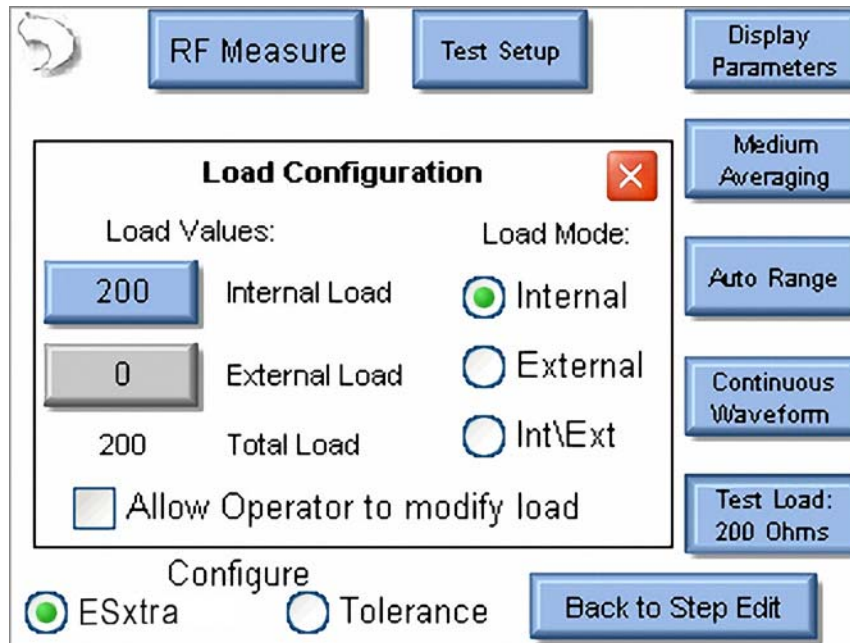 RF Measure
Test Setup
Display
Parameters
Load Configuration
Medium
Averaging
Load Values:
Load Mode:
200
Internal Load
Internal
Auto Range
0
External Load
External
Continuous
Waveform
200
Total Load
Int\Ext
Allow Operator to modify load
Test Load:
200 Ohms
Configure
ESxtra
Tolerance
Back to Step Edit